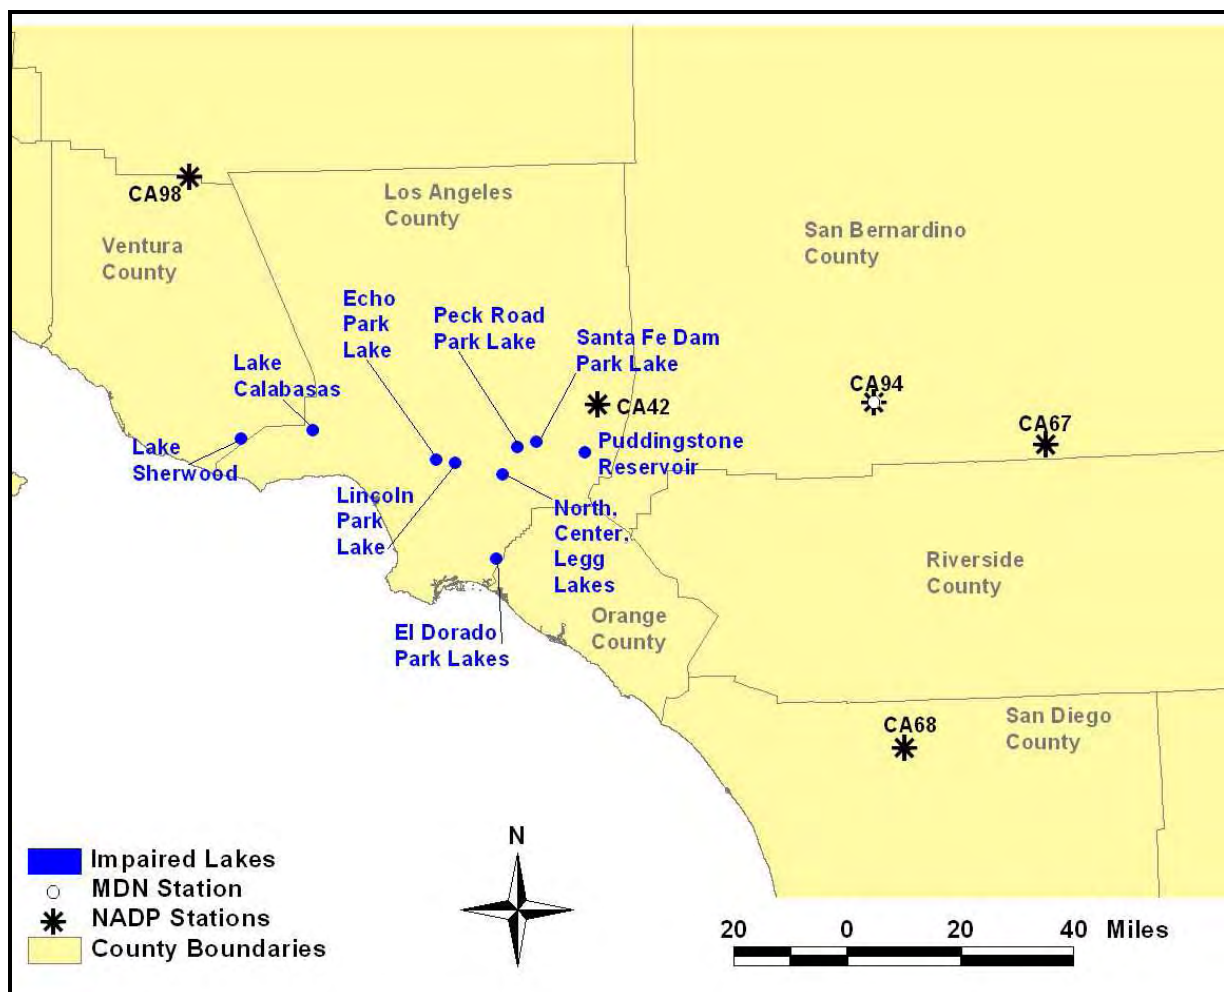 CA98
Ventura
County
Los Angeles
County
San Bernardino
County
Echo
Park
Lake
Peck Road
Park Lake
Santa Fe Dam
Park Lake
Lake
Calabasas
CA42
CA94
CA67
Lake
Sherwood
Puddingstone
Reservoir
Lincoln
Park
Lake
North,
Center,
Legg
Lakes
Riverside
County
Orange
County
El Dorado
Park Lakes
San Diego
County
CA68
Impaired Lakes
MDN Station
NADP Stations
County Boundaries
N
20 0 20 40 Miles